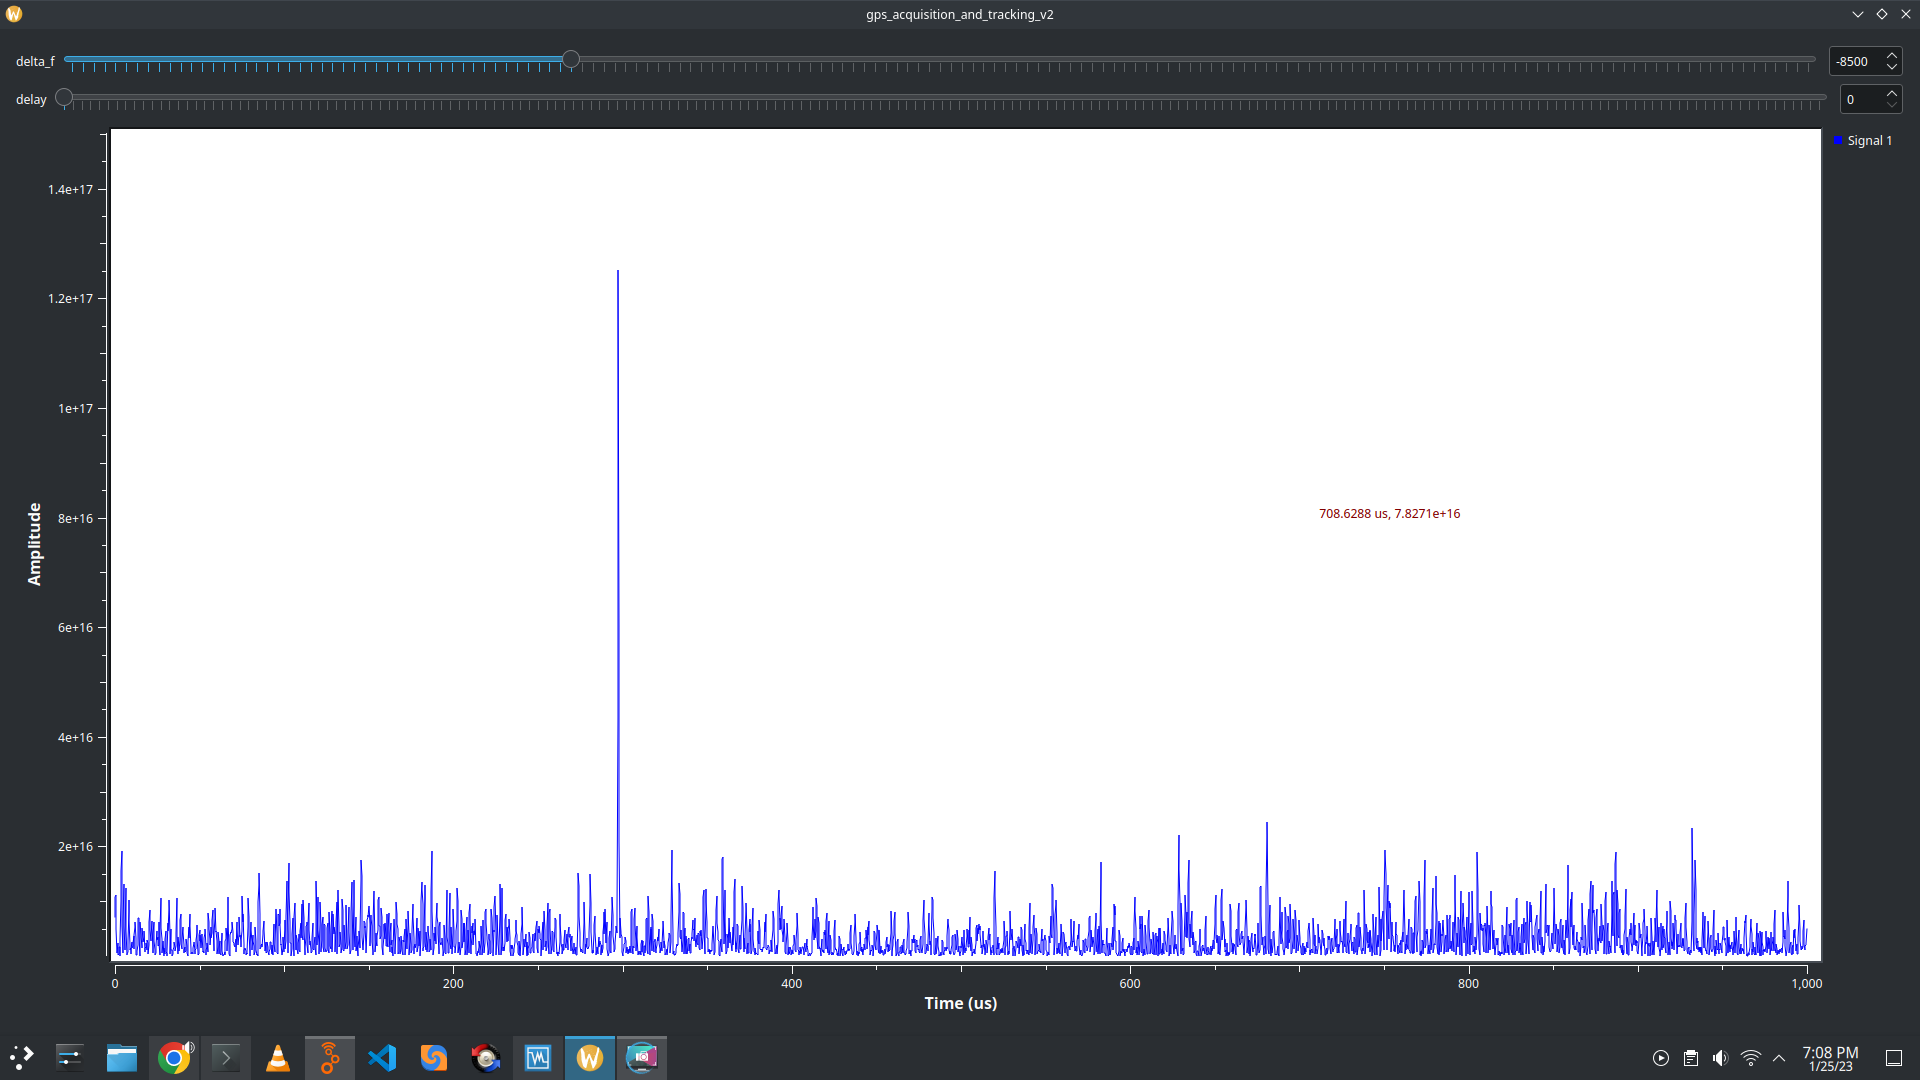 gps_acquisition_and_tracking_v2
delta_f
-8500
delay
0
Signal 1
1.4e+17
1.2e+17
1e+17
8e+16
6e+16
4e+16
2e+16
Amplitude
708.6288 us, 7.8271e+16
0
200
400
600
800
1,000
Time (us)
7:08 PM
1/25/23